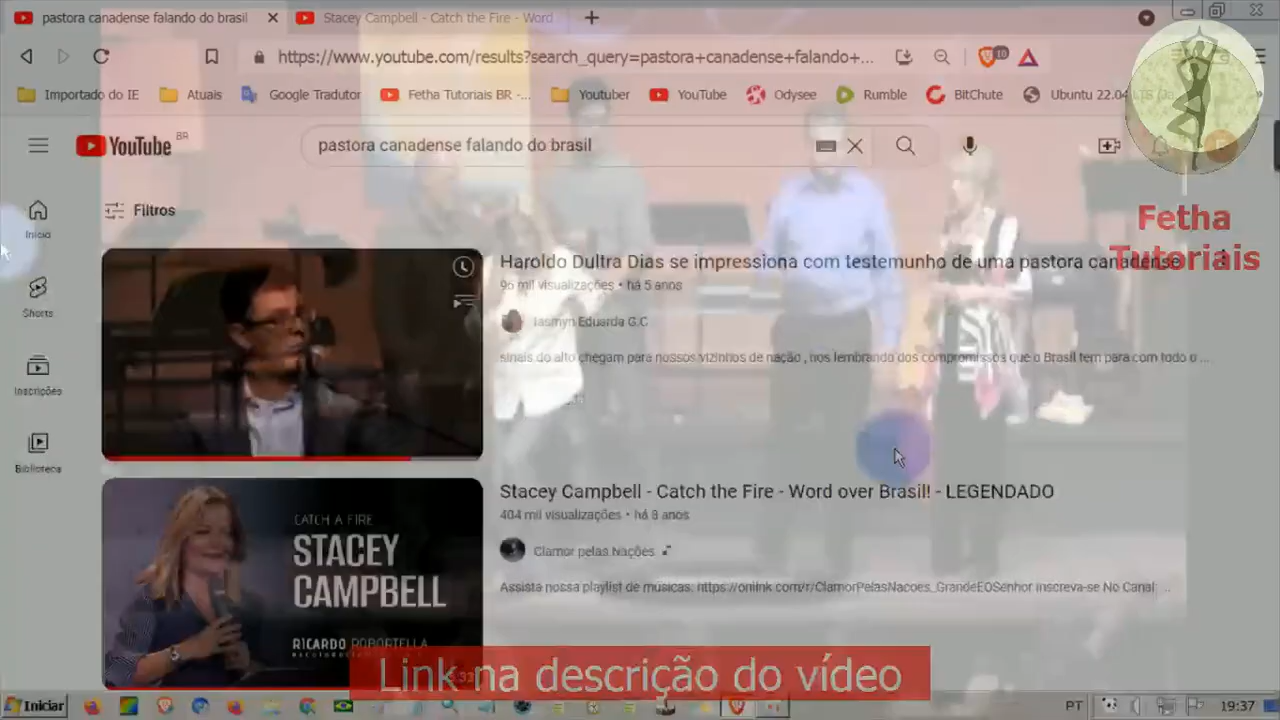 pastora canadense falando do brasil
Stacey Campbell - Catch the Fire - Word
https://www.youtube.com/results?search_query=pastora+canadense+falando+...
10
Importado do IE
Atuais
Google Tradutor
Fetha Tutoriais BR -...
Youtuber
YouTube
Odysee
Rumble
BitChute
Ubuntu 22.04
YouTube BR
pastora canadense falando do brasil
Fetha
Tutoriais
Início
Shorts
Inscrições
Biblioteca
Filtros
Haroldo Dultra Dias se impressiona com testemunho de uma pastora canadense
96 mil visualizações • há 5 anos
Iasmyn Eduarda G.C
sinais do alto chegam para nossos vizinhos de nação , nos lembrando dos compromissos que o Brasil tem para com todo o ...
CATCH A FIRE
STACEY
CAMPBELL
RICARDO ROBORTELLA
Stacey Campbell - Catch the Fire - Word over Brasil! - LEGENDADO
404 mil visualizações • há 8 anos
Clamor pelas Nações
Assista nossa playlist de músicas: https://onlink.com/r/ClamorPelasNacoes_GrandeEOSenhor Inscreva-se No Canal: ...
Link na descrição do vídeo
Iniciar
PT
19:37